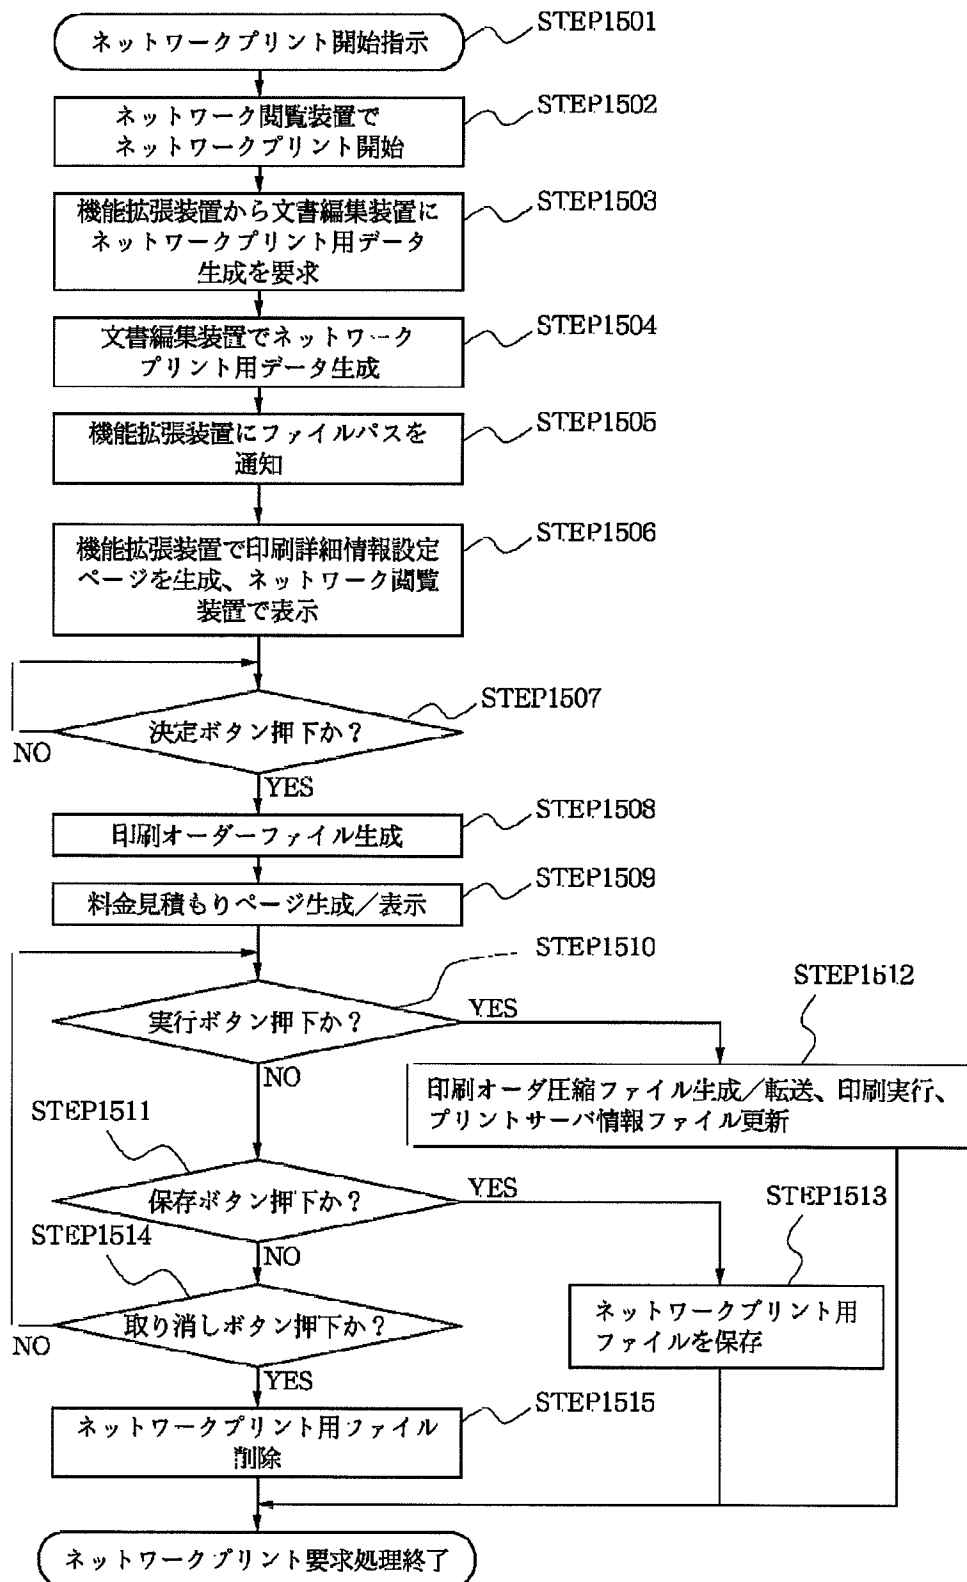 ネットワークプリント開始指示
STEP1501
ネットワーク閲覧装置で
ネットワークプリント開始
STEP1502
機能拡張装置から文書編集装置に
ネットワークプリント用データ
生成を要求
STEP1503
文書編集装置でネットワーク
プリント用データ生成
STEP1504
機能拡張装置にファイルパスを
通知
STEP1505
機能拡張装置で印刷詳細情報設定
ページを生成、ネットワーク閲覧
装置で表示
STEP1506
決定ボタン押下か？
STEP1507
NO
YES
印刷オーダーファイル生成
STEP1508
料金見積もりページ生成／表示
STEP1509
実行ボタン押下か？
STEP1510
YES
NO
STEP1512
印刷オーダ圧縮ファイル生成／転送、印刷実行、
プリントサーバ情報ファイル更新
STEP1511
保存ボタン押下か？
YES
NO
STEP1513
ネットワークプリント用
ファイルを保存
STEP1514
取り消しボタン押下か？
NO
YES
ネットワークプリント用ファイル
削除
STEP1515
ネットワークプリント要求処理終了